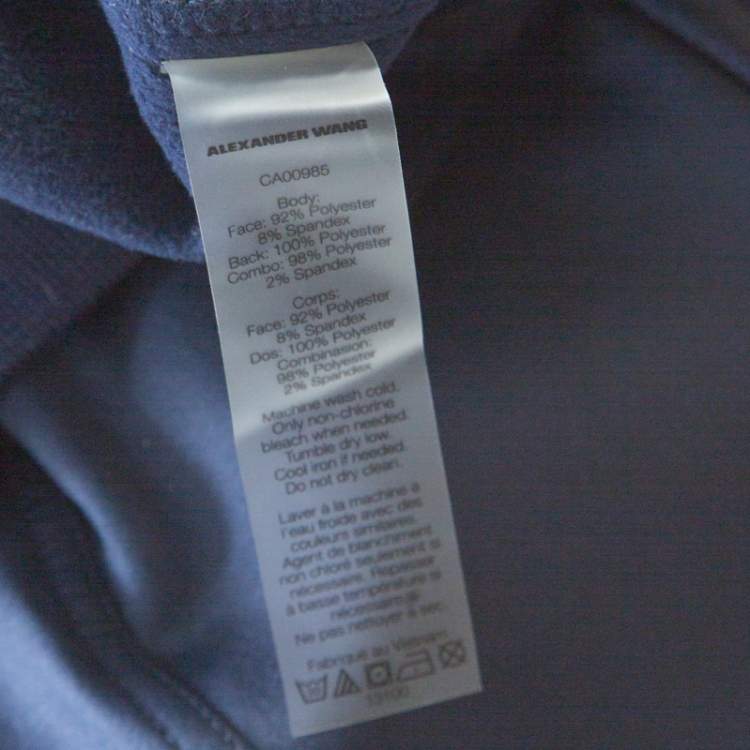 ALEXANDER WANG
CA00985
Body:
Face: 92% Polyester
8% Spandex
Back: 100% Polyester
Combo: 98% Polyester
2% Spandex
Corps:
Face: 92% Polyester
8% Spandex
Dos: 100% Polyester
Combinasion:
98% Polyester
2% Spandex
Machine wash cold.
Only non-chlorine
bleach when needed.
Tumble dry low.
Cool iron if needed.
Do not dry clean.
Laver à la machine à
l'eau froide avec des
couleurs similaires.
Agent de blanchiment
non chloré seulement si
nécessaire. Repasser
à basse température si
nécessaire.
Ne pas nettoyer à sec.
Fabriqué au Vietnam